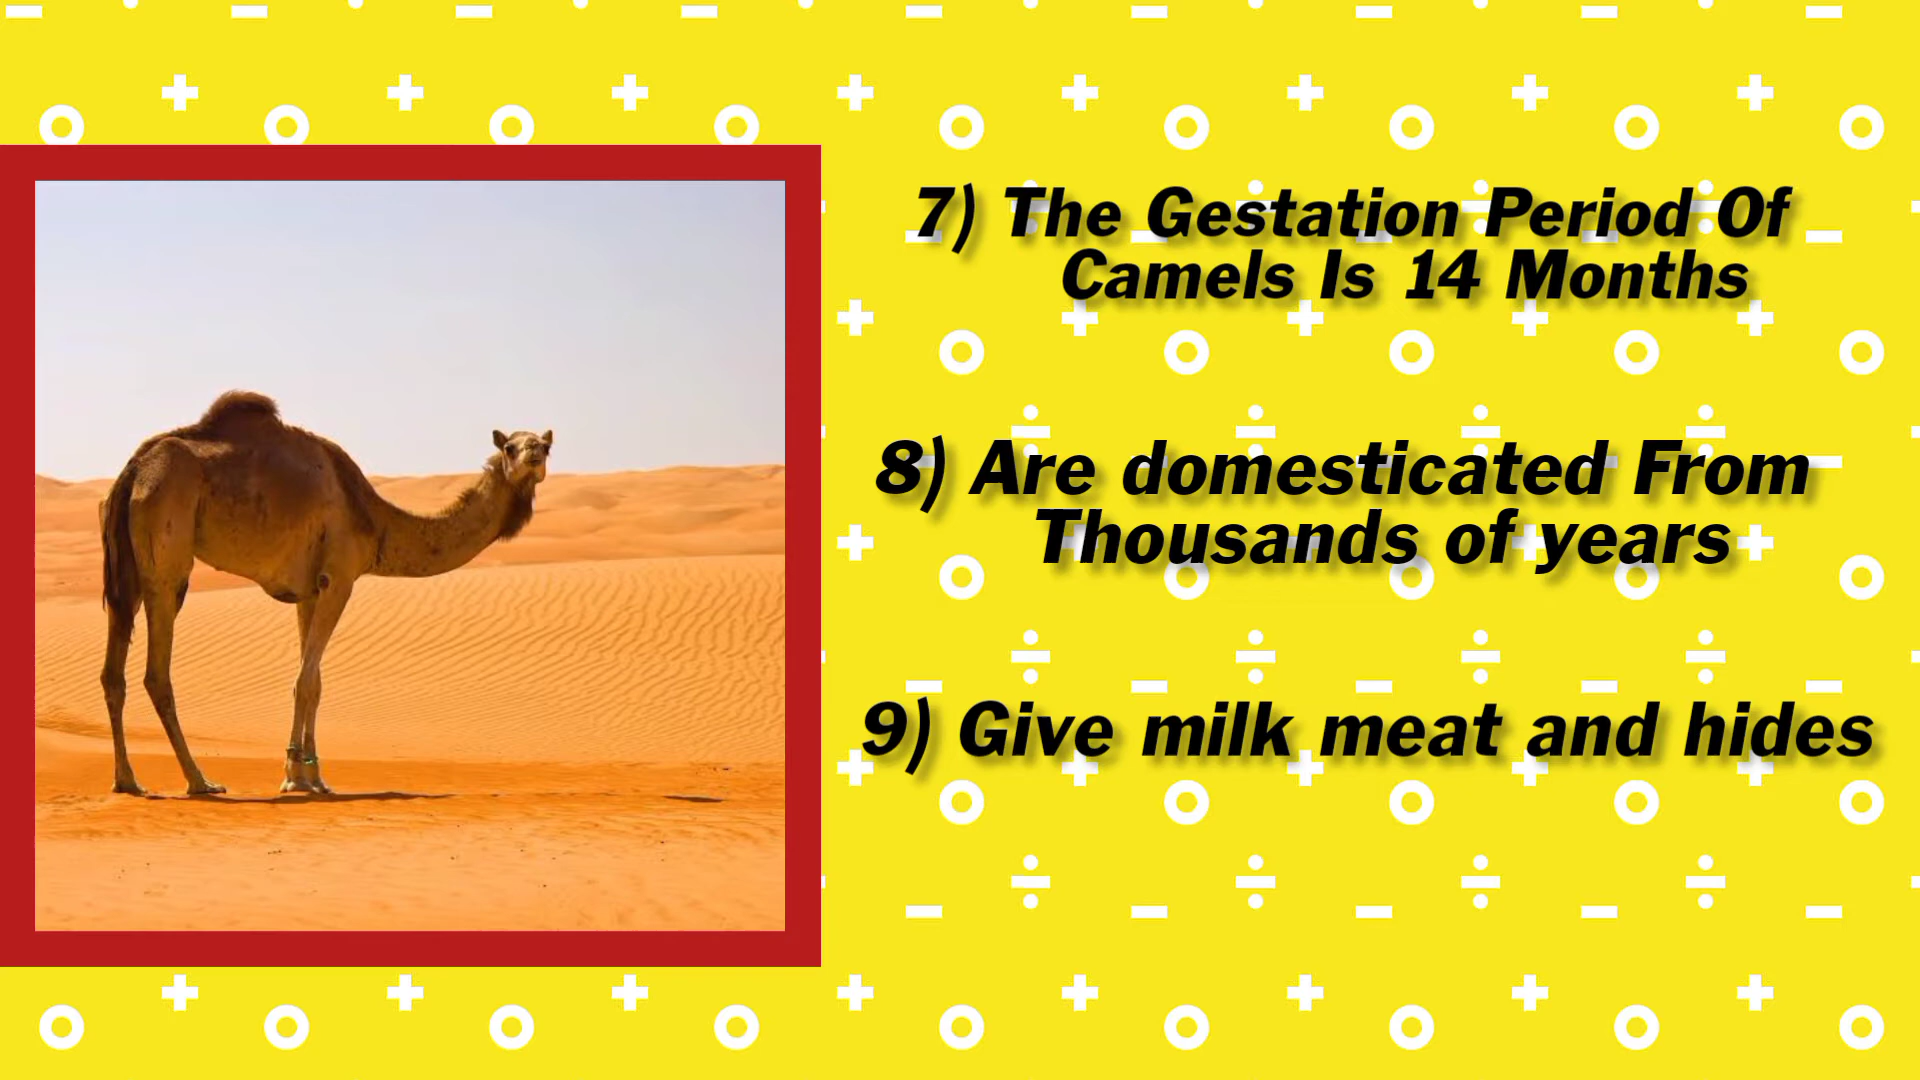 7) The Gestation Period Of
Camels Is 14 Months
8) Are domesticated From
Thousands of years
9) Give milk meat and hides